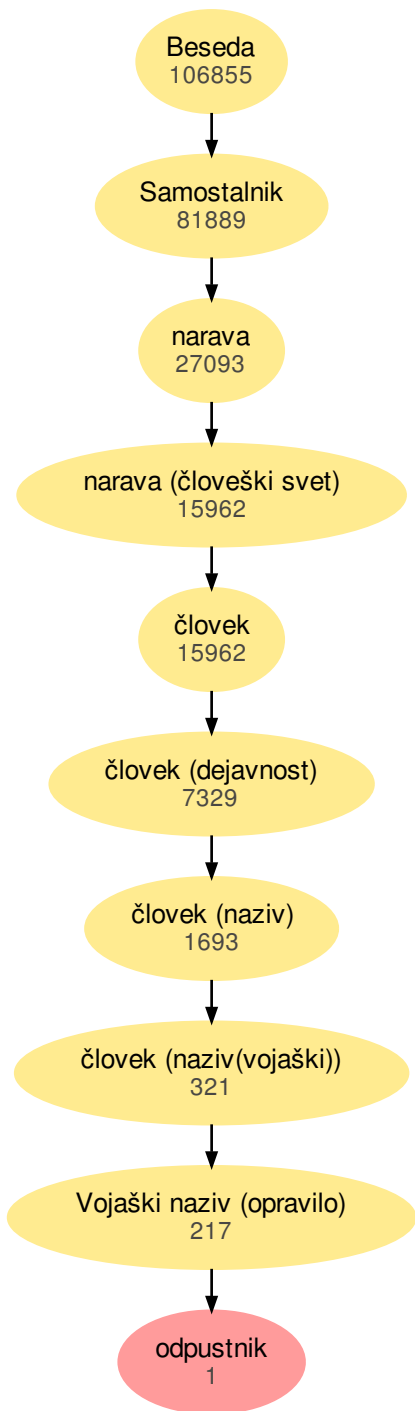 Beseda
106855
Samostalnik
81889
narava
27093
narava (človeški svet)
15962
človek
15962
človek (dejavnost)
7329
človek (naziv)
1693
človek (naziv(vojaški))
321
Vojaški naziv (opravilo)
217
odpustnik
1